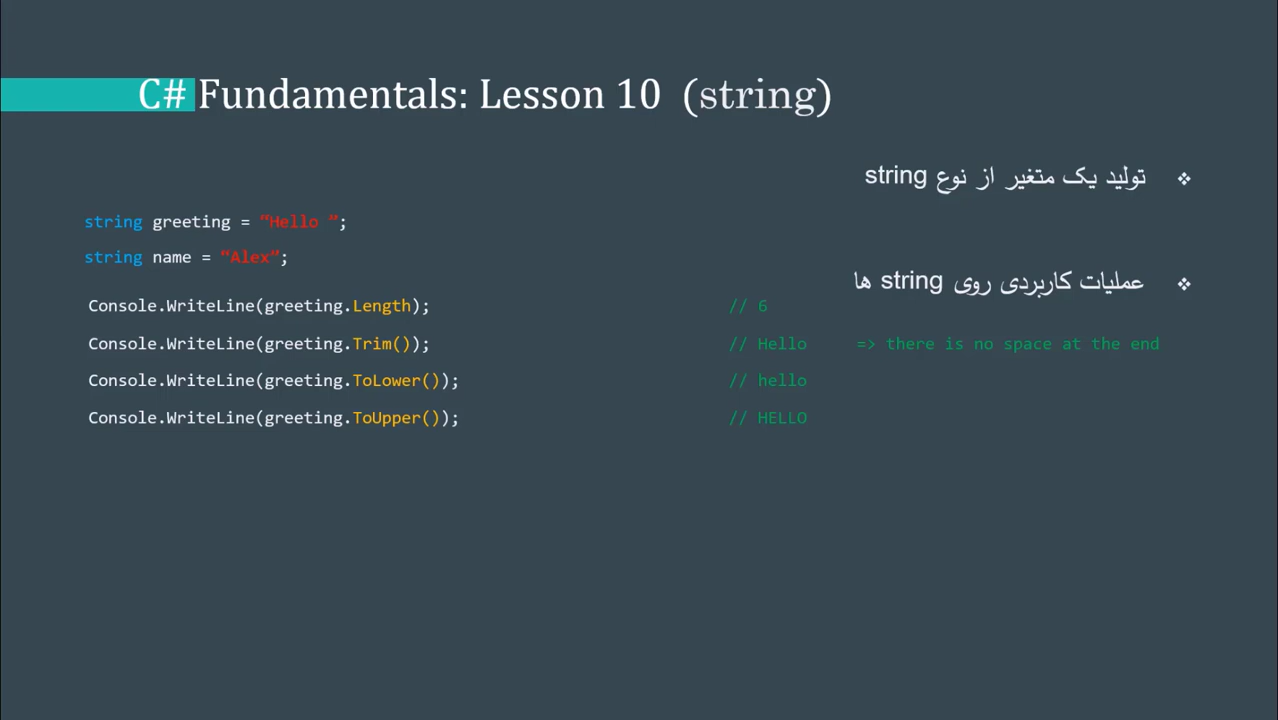 C# Fundamentals: Lesson 10 (string)
❖ تولید یک متغیر از نوع string
string greeting = “Hello ”;
string name = “Alex”;
❖ عملیات کاربردی روی string ها
Console.WriteLine(greeting.Length); // 6
Console.WriteLine(greeting.Trim()); // Hello => there is no space at the end
Console.WriteLine(greeting.ToLower()); // hello
Console.WriteLine(greeting.ToUpper()); // HELLO